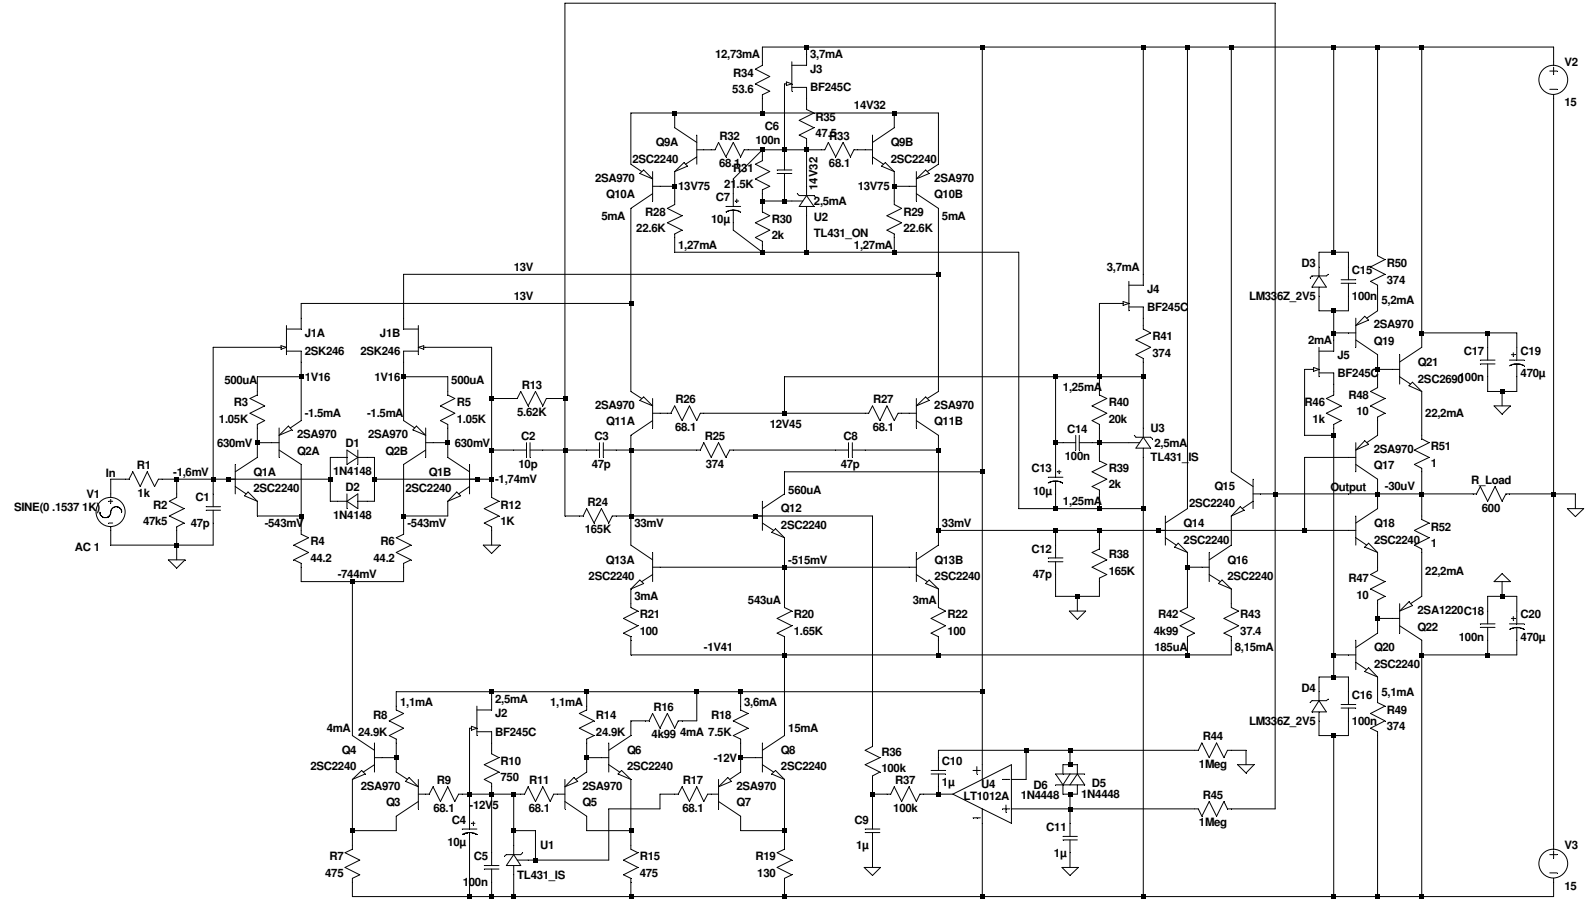 12,73mA
3,7mA
R34
53.6
J3
BF245C
V2
15
14V32
R35
47.5
C6
100n
Q9A
2SC2240
R32
68.1
R33
68.1
Q9B
2SC2240
2SA970
Q10A
13V75
R31
21.5K
14V32
13V75
2SA970
Q10B
5mA
R28
22.6K
C7
10µ
R30
2k
2,5mA
U2
TL431_ON
R29
22.6K
5mA
1,27mA
1,27mA
13V
13V
3,7mA
J4
BF245C
D3
LM336Z_2V5
C15
100n
R50
374
5,2mA
J1A
2SK246
J1B
2SK246
R41
374
2SA970
Q19
2mA
J5
BF245C
Q21
2SC2690
C17
100n
C19
470µ
1V16
1V16
500uA
R3
1.05K
500uA
R5
1.05K
R13
5.62K
2SA970
Q11A
R26
68.1
12V45
R27
68.1
2SA970
Q11B
1,25mA
R40
20k
R46
1k
R48
10
22,2mA
-1.5mA
2SA970
Q2A
-1.5mA
2SA970
Q2B
630mV
630mV
D1
1N4148
D2
1N4148
C2
10p
C3
47p
R25
374
C8
47p
C14
100n
U3
2,5mA
TL431_IS
2SA970
Q17
R51
1
In
R1
1k
-1,6mV
Q1A
2SC2240
Q1B
2SC2240
-1,74mV
C13
10µ
R39
2k
1,25mA
V1
SINE(0 .1537 1K)
AC 1
R2
47k5
C1
47p
R12
1K
560uA
Q12
2SC2240
Q15
2SC2240
Output
-30uV
R_Load
600
-543mV
-543mV
R24
165K
33mV
33mV
Q14
2SC2240
Q18
2SC2240
R52
1
R4
44.2
R6
44.2
Q13A
2SC2240
-515mV
Q13B
2SC2240
C12
47p
R38
165K
Q16
2SC2240
-744mV
3mA
R21
100
543uA
R20
1.65K
3mA
R22
100
R47
10
22,2mA
-1V41
R42
4k99
185uA
R43
37.4
8,15mA
2SA1220
Q22
C18
100n
C20
470µ
Q20
2SC2240
D4
LM336Z_2V5
C16
100n
5,1mA
R49
374
1,1mA
R8
24.9K
2,5mA
J2
BF245C
1,1mA
R14
24.9K
R16
4k99
4mA
3,6mA
R18
7.5K
15mA
4mA
Q4
2SC2240
2SA970
Q3
R10
750
Q6
2SC2240
2SA970
Q5
-12V
Q8
2SC2240
2SA970
Q7
R9
68.1
-12V5
R11
68.1
R17
68.1
R36
100k
R37
100k
C10
1µ
U4
LT1012A
D6
1N4448
D5
1N4448
R44
1Meg
R45
1Meg
C4
10µ
U1
TL431_IS
C5
100n
R7
475
R15
475
R19
130
C9
1µ
C11
1µ
V3
15